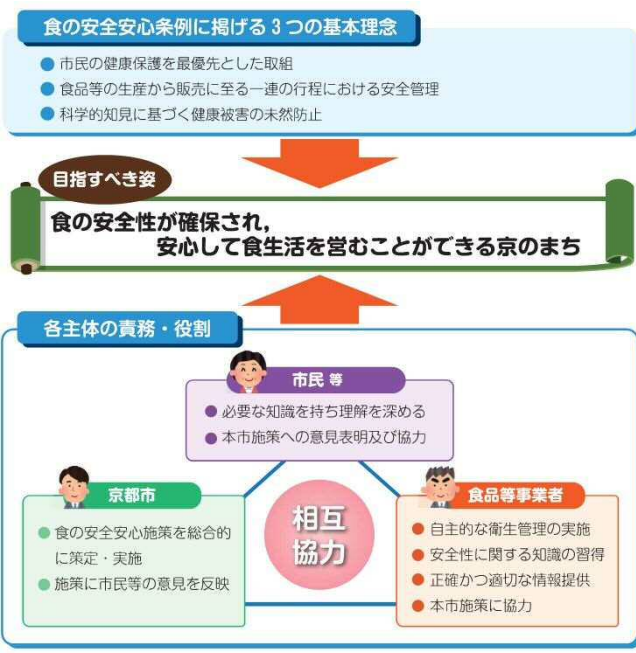 食の安全安心条例に掲げる3つの基本理念
● 市民の健康保護を最優先とした取組
● 食品等の生産から販売に至る一連の行程における安全管理
● 科学的知見に基づく健康被害の未然防止
目指すべき姿
食の安全性が確保され，
安心して食生活を営むことができる京のまち
各主体の責務・役割
市民 等
● 必要な知識を持ち理解を深める
● 本市施策への意見表明及び協力
京都市
● 食の安全安心施策を総合的
に策定・実施
● 施策に市民等の意見を反映
相互
協力
食品等事業者
● 自主的な衛生管理の実施
● 安全性に関する知識の習得
● 正確かつ適切な情報提供
● 本市施策に協力